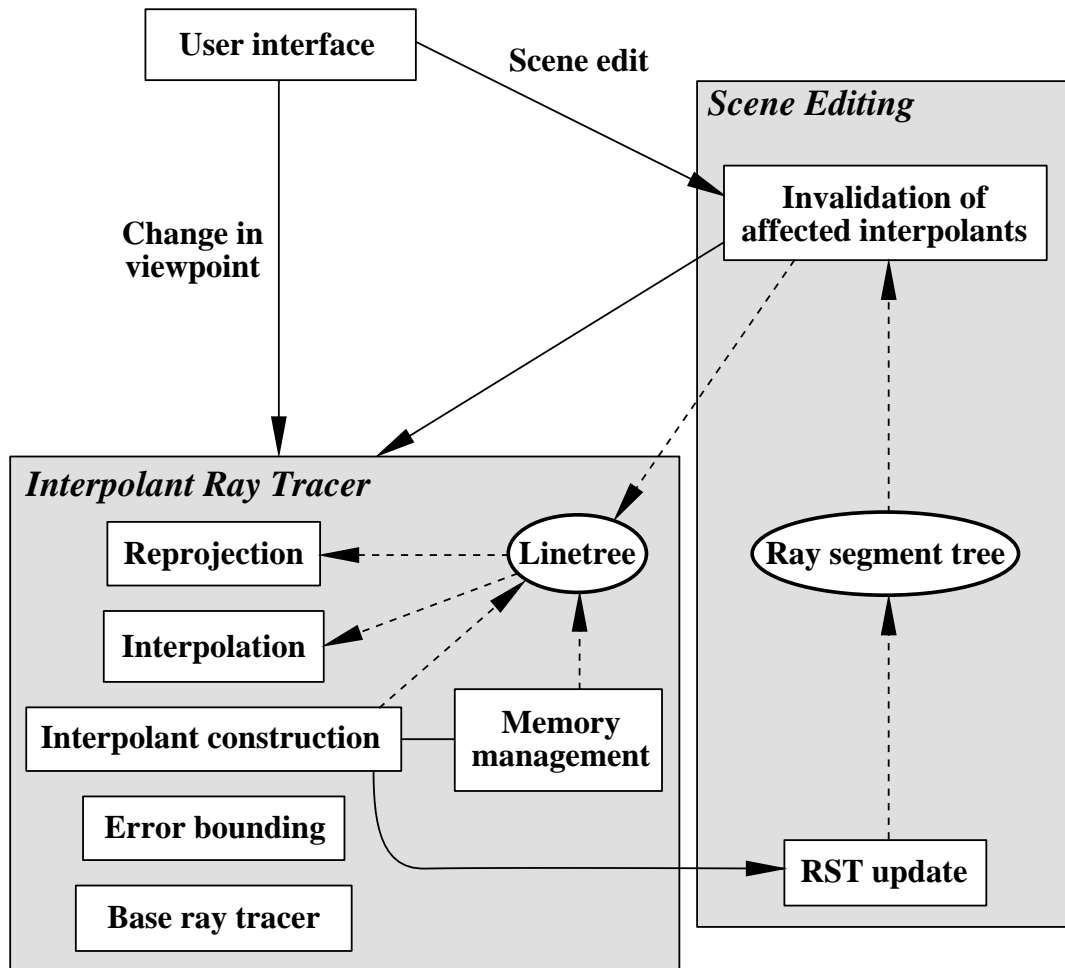 User interface
Scene edit
Scene Editing
Invalidation of
affected interpolants
Change in
viewpoint
Interpolant Ray Tracer
Reprojection
Linetree
Ray segment tree
Interpolation
Interpolant construction
Memory
management
Error bounding
RST update
Base ray tracer